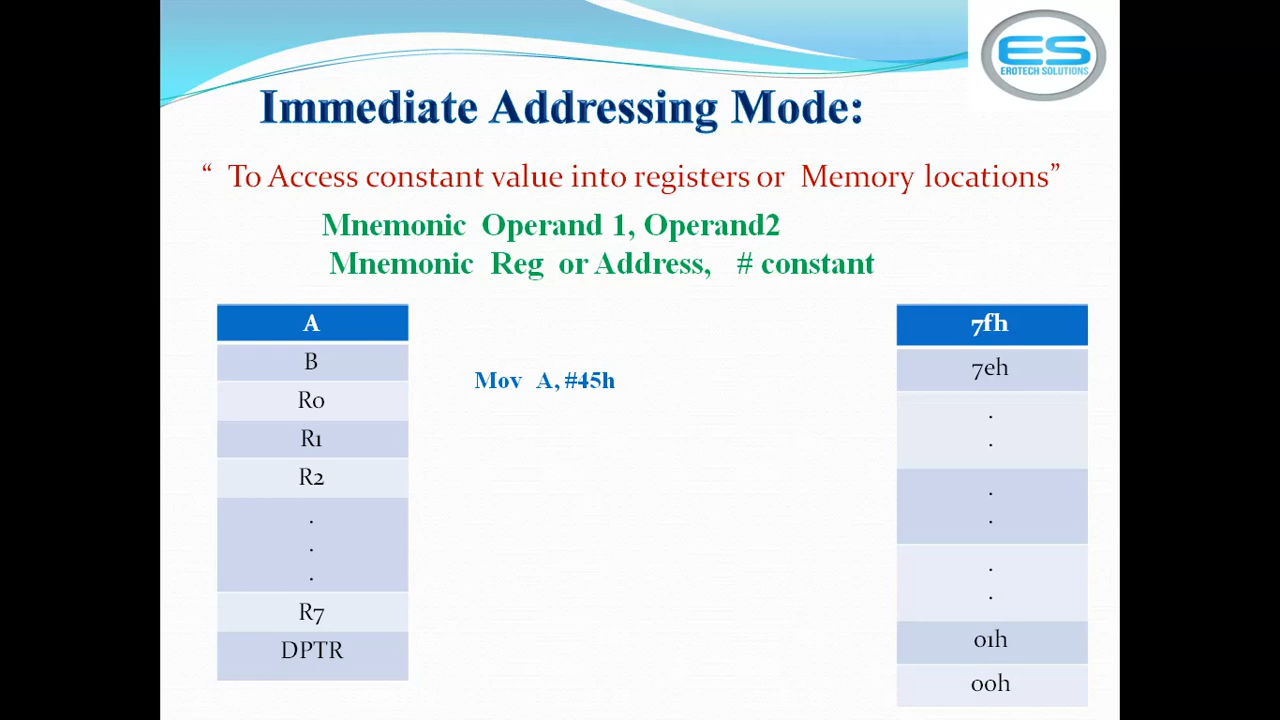 ES
EROTECH SOLUTIONS
Immediate Addressing Mode:
“ To Access constant value into registers or Memory locations”
Mnemonic Operand 1, Operand2
Mnemonic Reg or Address, # constant
A
B
R0
R1
R2
.
.
.
R7
DPTR
Mov A, #45h
7fh
7eh
.
.
.
.
.
.
01h
00h